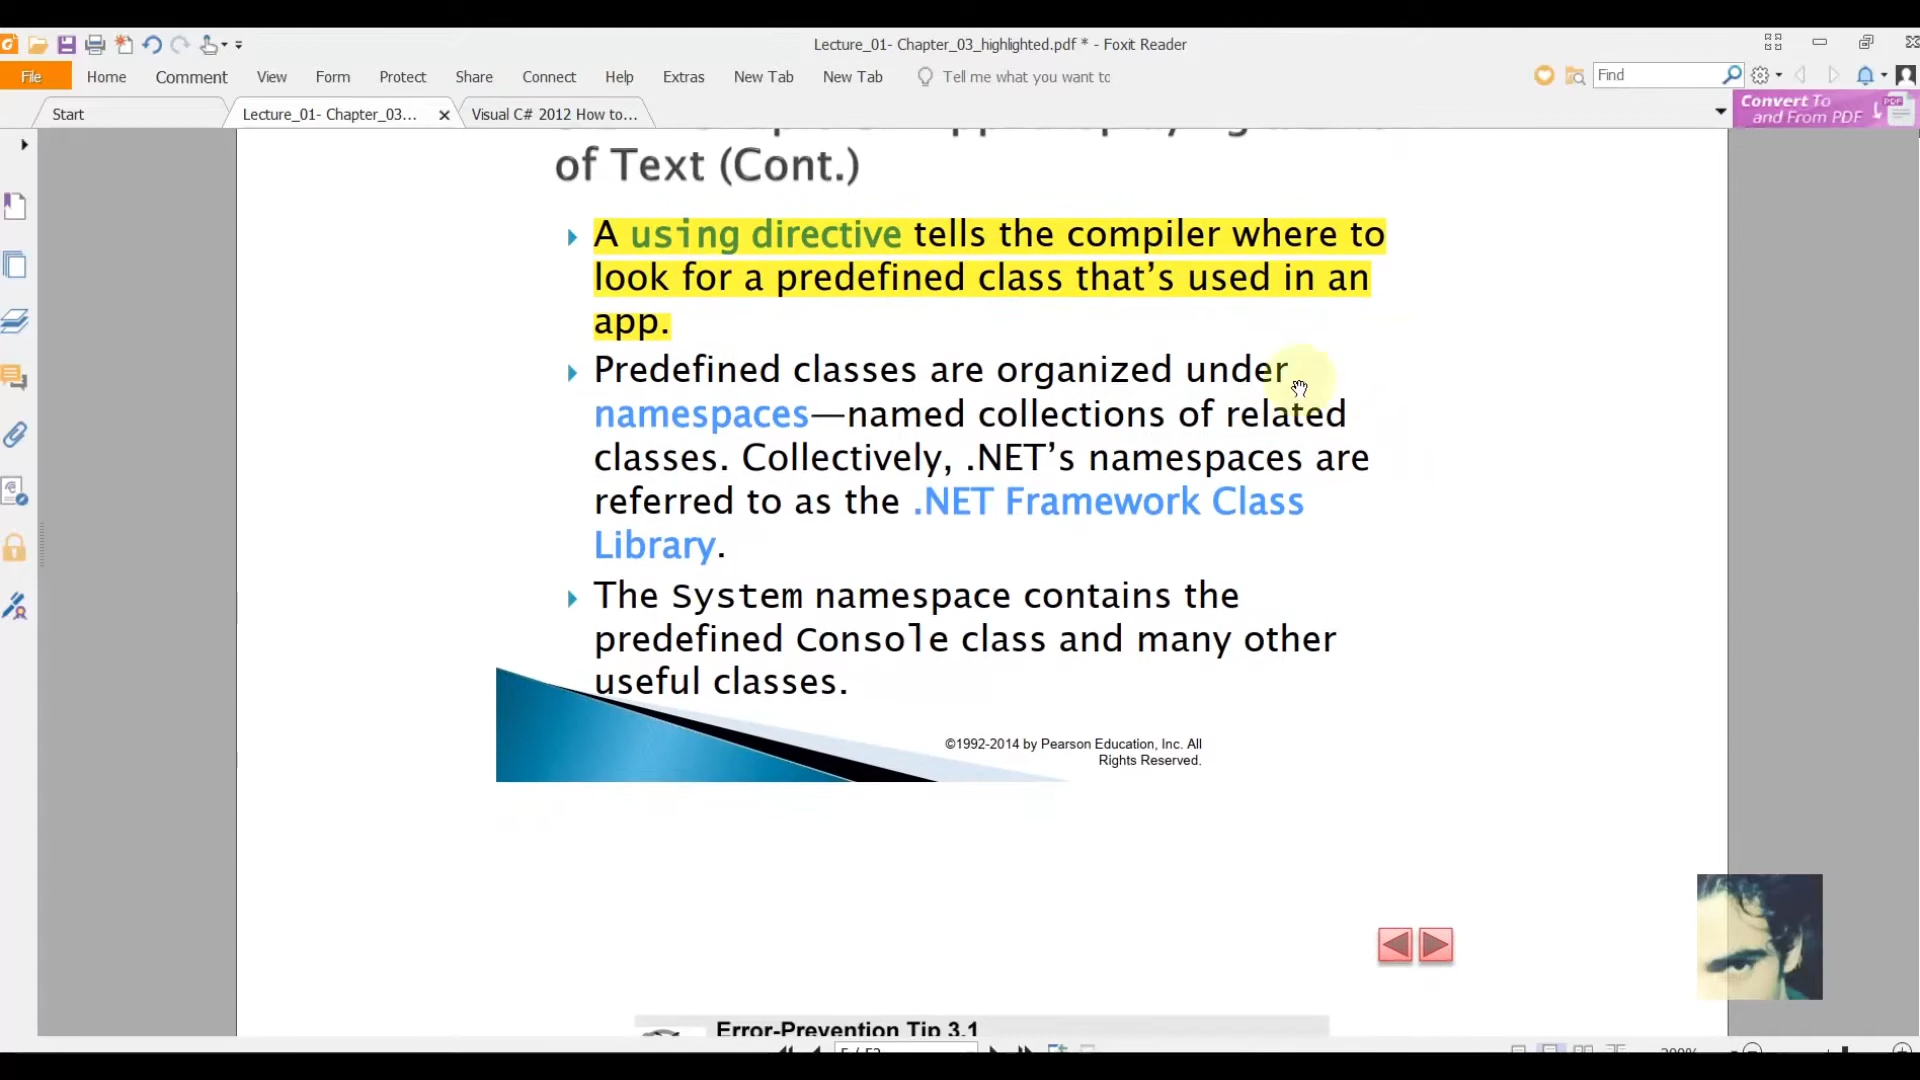 Lecture_01- Chapter_03_highlighted.pdf * - Foxit Reader
File Home Comment View Form Protect Share Connect Help Extras New Tab New Tab Tell me what you want to Find
Start Lecture_01- Chapter_03... Visual C# 2012 How to...
Convert To
and From PDF
of Text (Cont.)
A using directive tells the compiler where to
look for a predefined class that's used in an
app.
Predefined classes are organized under
namespaces—named collections of related
classes. Collectively, .NET's namespaces are
referred to as the .NET Framework Class
Library.
The System namespace contains the
predefined Console class and many other
useful classes.
©1992-2014 by Pearson Education, Inc. All
Rights Reserved.
Error-Prevention Tip 3.1